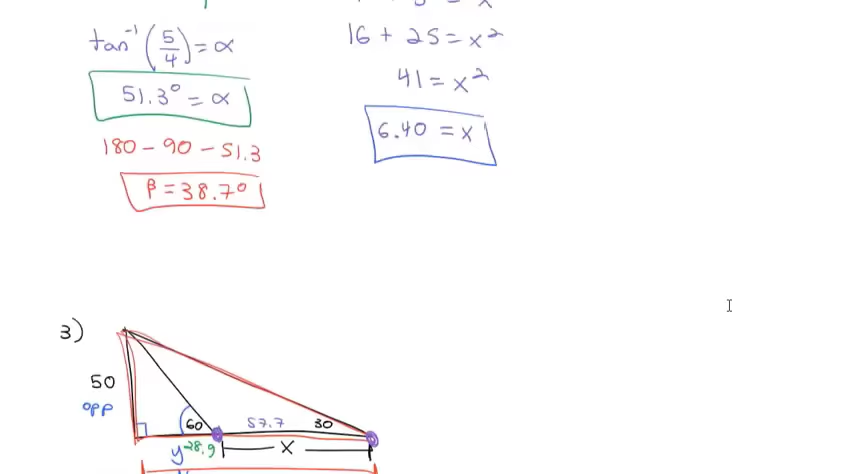 tan⁻¹(5/4) = α
51.3° = α
180 - 90 - 51.3
β = 38.7°
16 + 25 = x²
41 = x²
6.40 = x
3)
50
opp
60
57.7
30
y
28.9
x